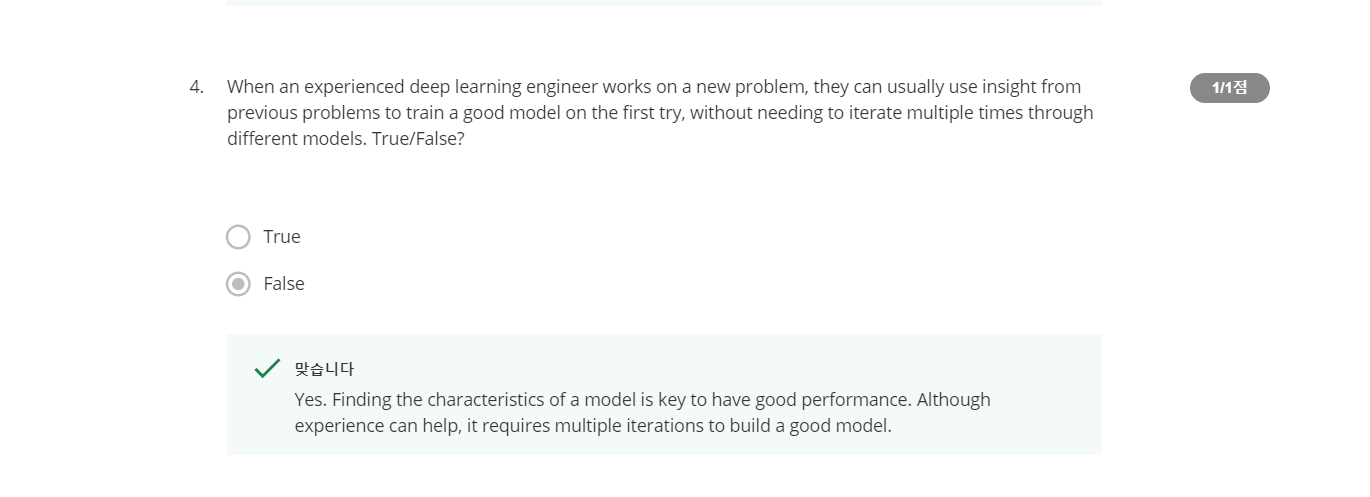 4. When an experienced deep learning engineer works on a new problem, they can usually use insight from
previous problems to train a good model on the first try, without needing to iterate multiple times through
different models. True/False?
1/1점
True
False
맞습니다
Yes. Finding the characteristics of a model is key to have good performance. Although
experience can help, it requires multiple iterations to build a good model.